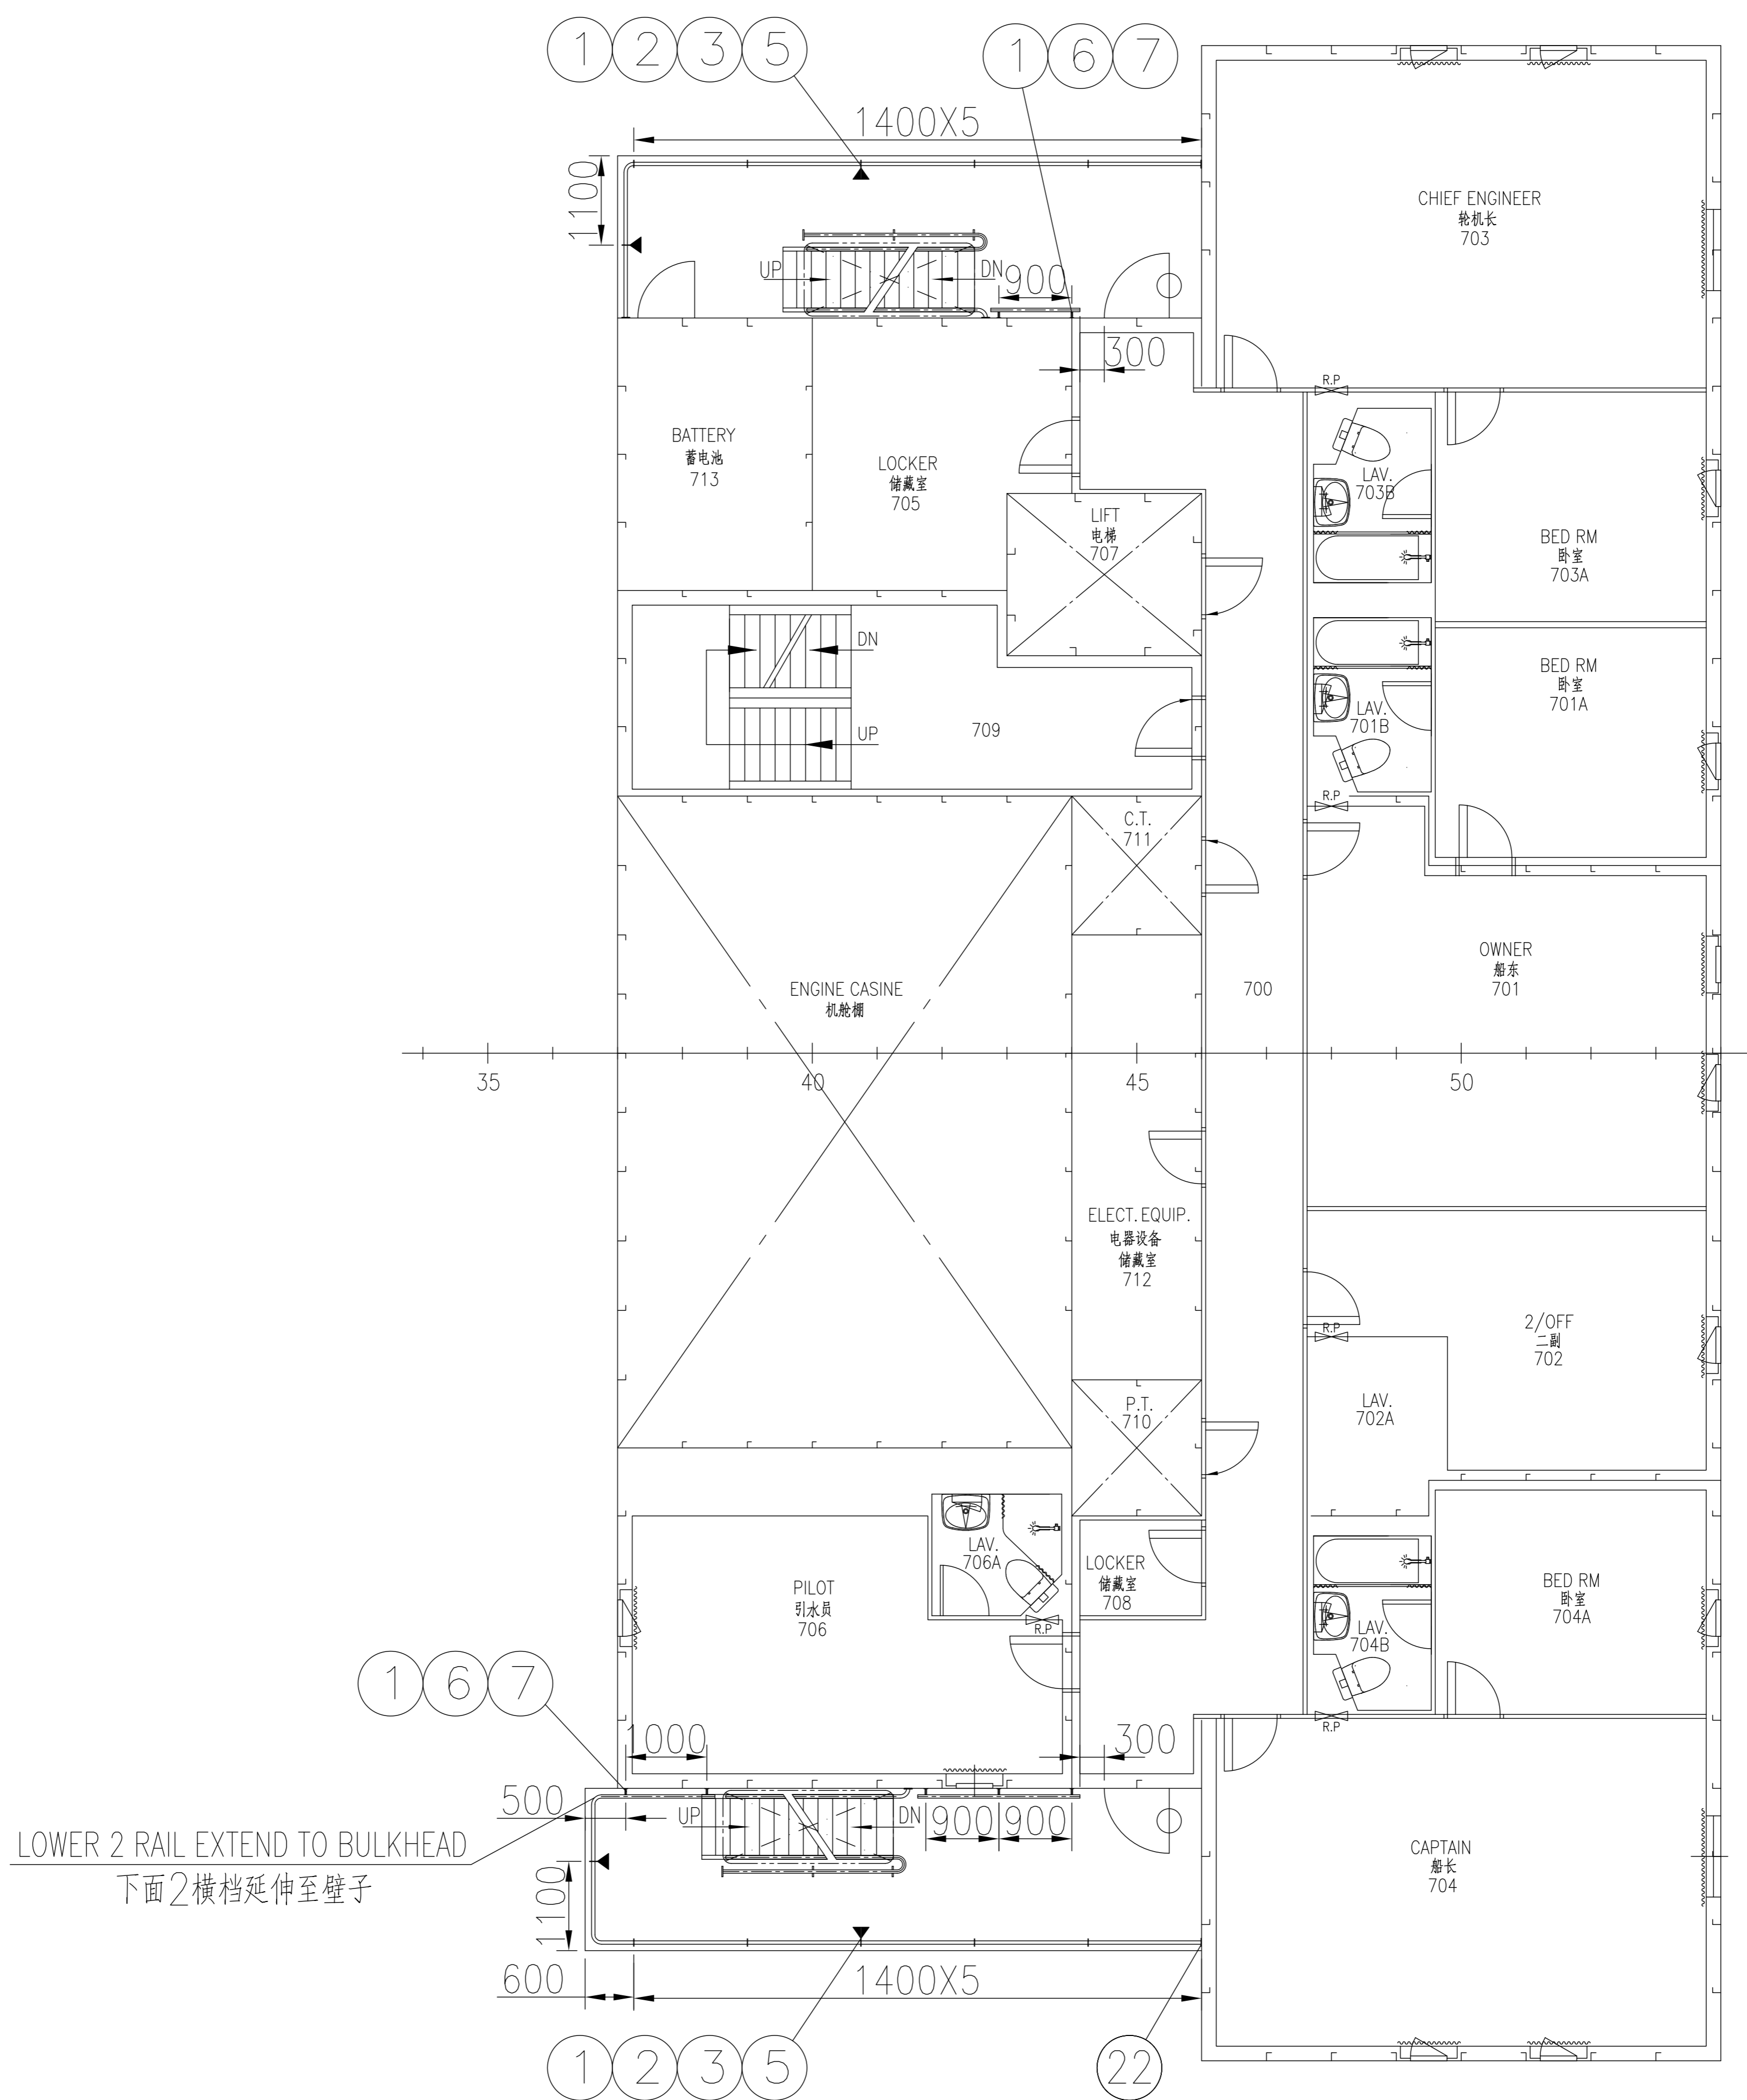 1 2 3 5
1 6 7
1400X5
1100
CHIEF ENGINEER
轮机长
703
UP
DN
900
300
R.P
BATTERY
蓄电池
713
LOCKER
储藏室
705
LAV.
703B
LIFT
电梯
707
BED RM
卧室
703A
DN
UP
709
BED RM
卧室
701A
LAV.
701B
R.P
C.T.
711
OWNER
船东
701
ENGINE CASINE
机舱棚
700
35
40
45
50
ELECT.EQUIP.
电器设备
储藏室
712
2/OFF
二副
702
R.P
LAV.
702A
P.T.
710
LAV.
706A
LOCKER
储藏室
708
PILOT
引水员
706
R.P
BED RM
卧室
704A
LAV.
704B
R.P
1 6 7
1000
300
500
UP
DN
900
900
LOWER 2 RAIL EXTEND TO BULKHEAD
下面2横档延伸至壁子
CAPTAIN
船长
704
1100
600
1400X5
1 2 3 5
22